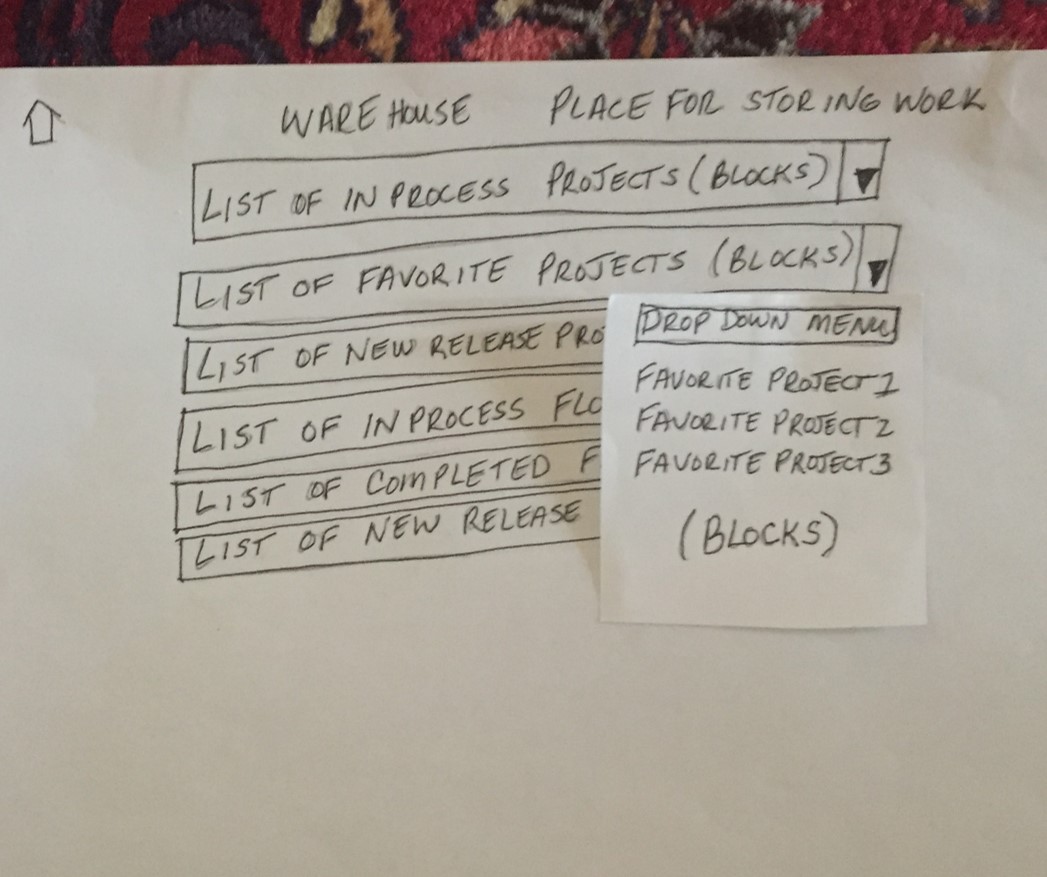 WAREHOUSE PLACE FOR STORING WORK
LIST OF IN PROCESS PROJECTS (BLOCKS)
LIST OF FAVORITE PROJECTS (BLOCKS)
LIST OF NEW RELEASE PRO
LIST OF IN PROCESS FLO
LIST OF COMPLETED F
LIST OF NEW RELEASE
DROP DOWN MENU
FAVORITE PROJECT 1
FAVORITE PROJECT 2
FAVORITE PROJECT 3
(BLOCKS)